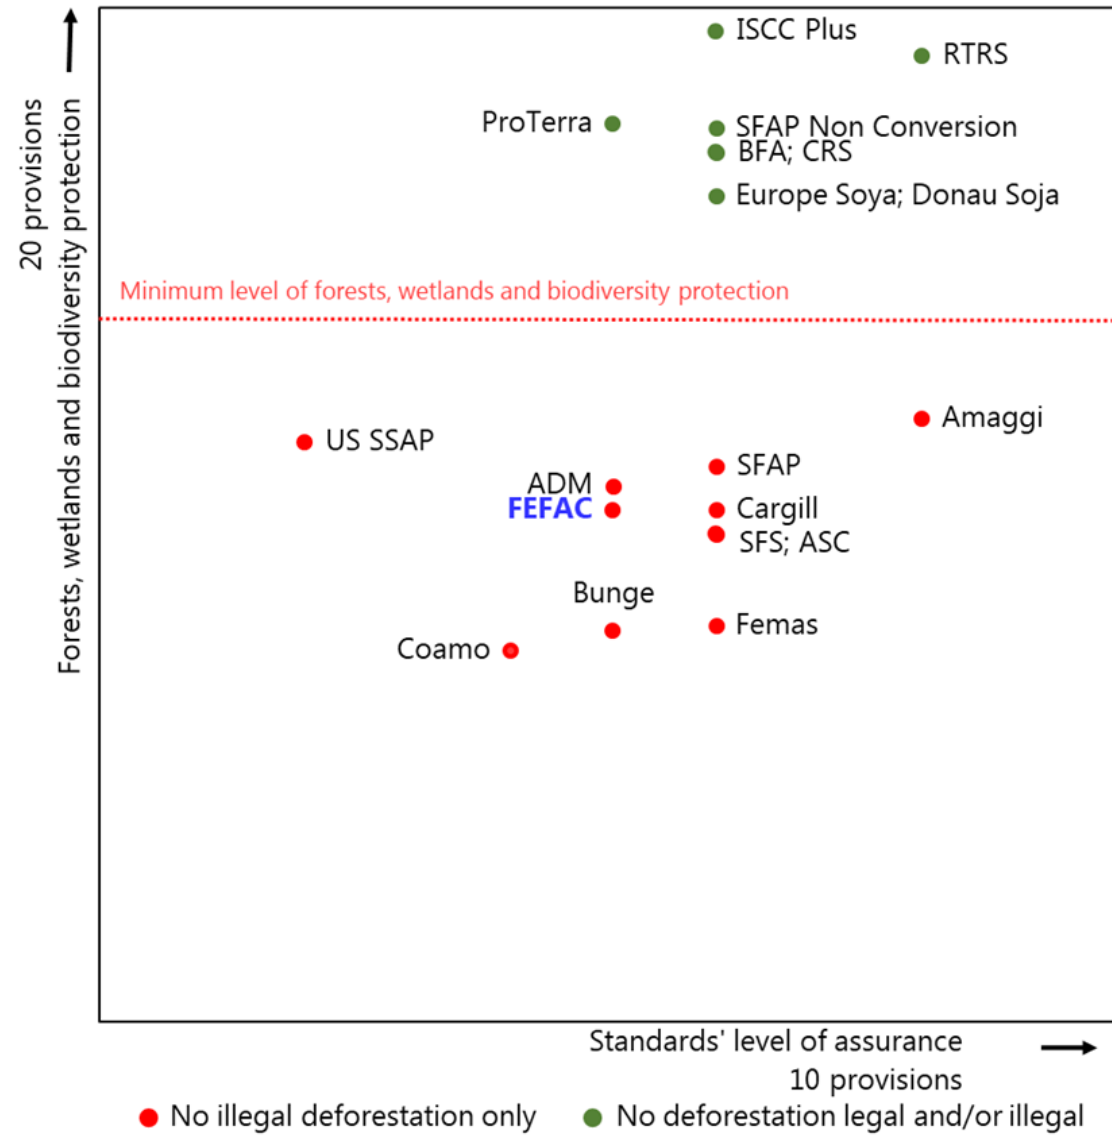 ISCC Plus
RTRS
ProTerra
SFAP Non Conversion
BFA; CRS
Europe Soya; Donau Soja
20 provisions
Forests, wetlands and biodiversity protection
Minimum level of forests, wetlands and biodiversity protection
Amaggi
US SSAP
SFAP
ADM
FEFAC
Cargill
SFS; ASC
Bunge
Femas
Coamo
Standards' level of assurance
10 provisions
No illegal deforestation only
No deforestation legal and/or illegal